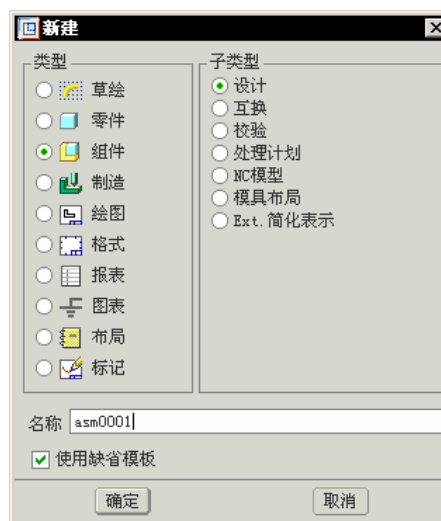 新建
类型
草绘
零件
组件
制造
绘图
格式
报表
图表
布局
标记
子类型
设计
互换
校验
处理计划
NC模型
模具布局
Ext.简化表示
名称 asm0001
使用缺省模板
确定 取消